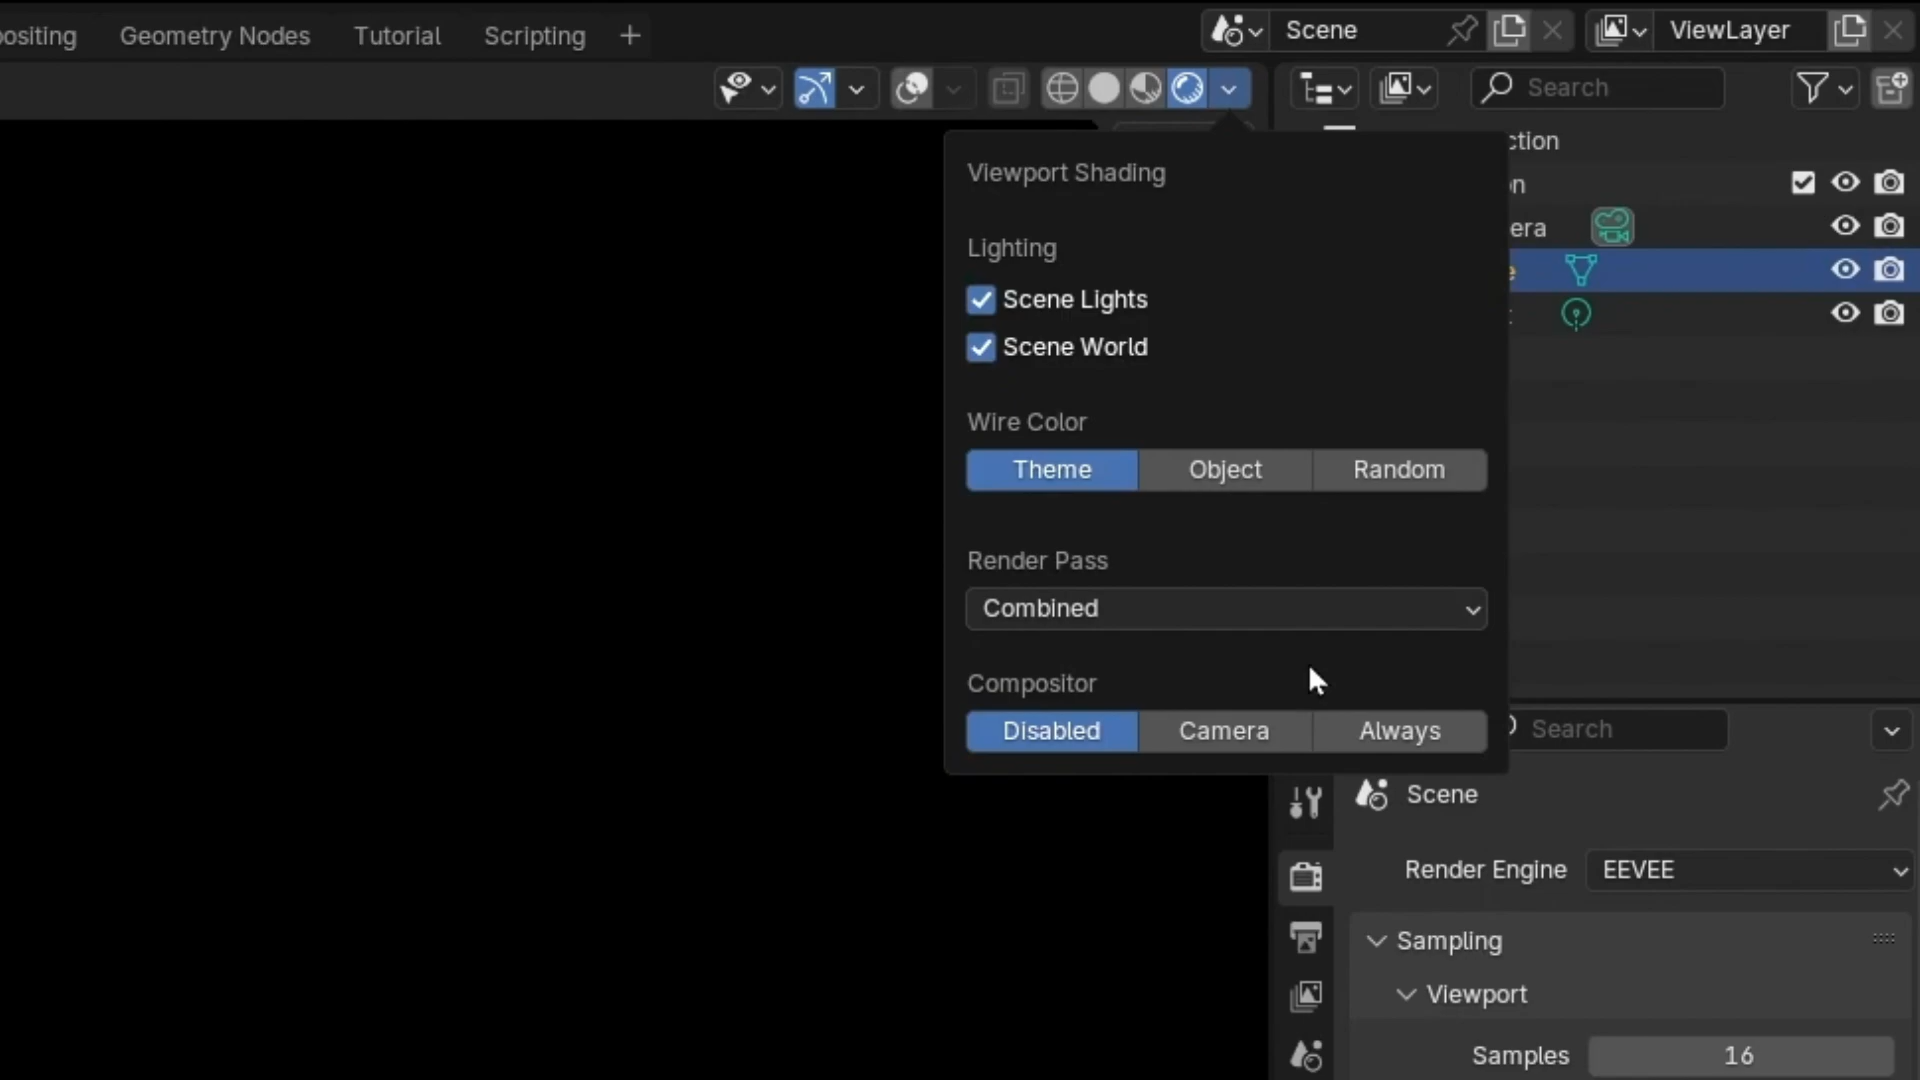 ositing Geometry Nodes Tutorial Scripting + Scene ViewLayer
Search
Viewport Shading
ction
n
Lighting
era
Scene Lights
e
Scene World
Wire Color
Theme Object Random
Render Pass
Combined
Compositor
Disabled Camera Always
Search
Scene
Render Engine EEVEE
Sampling
Viewport
Samples 16